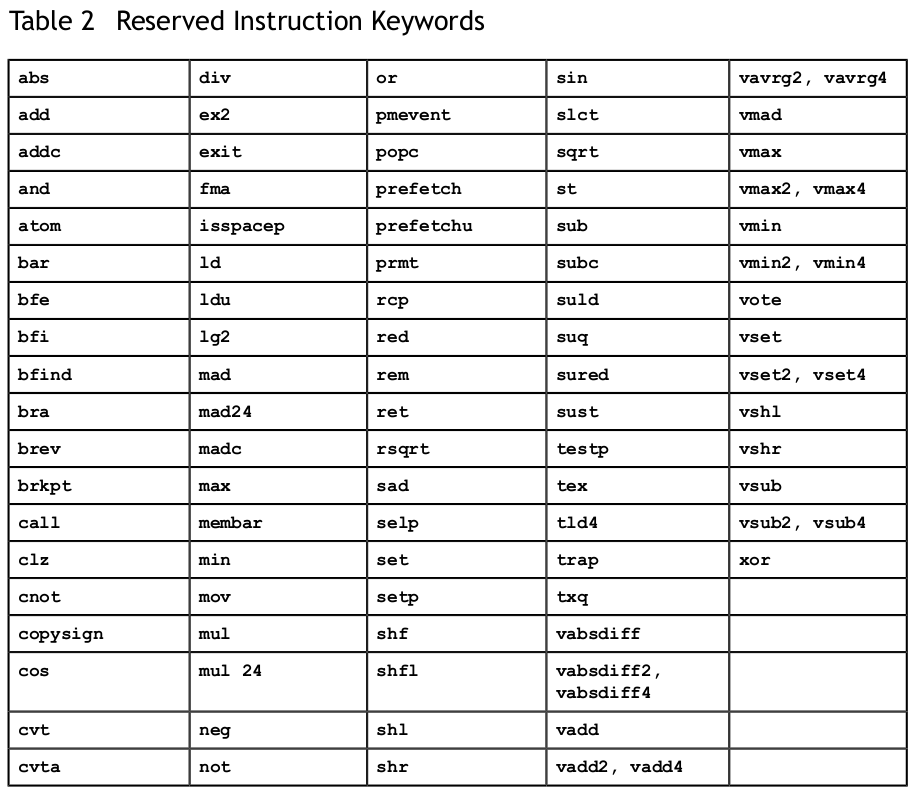 Table 2 Reserved Instruction Keywords
abs div or sin vavrg2, vavrg4
add ex2 pmevent slct vmad
addc exit popc sqrt vmax
and fma prefetch st vmax2, vmax4
atom isspacep prefetchu sub vmin
bar ld prmt subc vmin2, vmin4
bfe ldu rcp suld vote
bfi lg2 red suq vset
bfind mad rem sured vset2, vset4
bra mad24 ret sust vshl
brev madc rsqrt testp vshr
brkpt max sad tex vsub
call membar selp tld4 vsub2, vsub4
clz min set trap xor
cnot mov setp txq
copysign mul shf vabsdiff
cos mul 24 shfl vabsdiff2,
vabsdiff4
cvt neg shl vadd
cvta not shr vadd2, vadd4